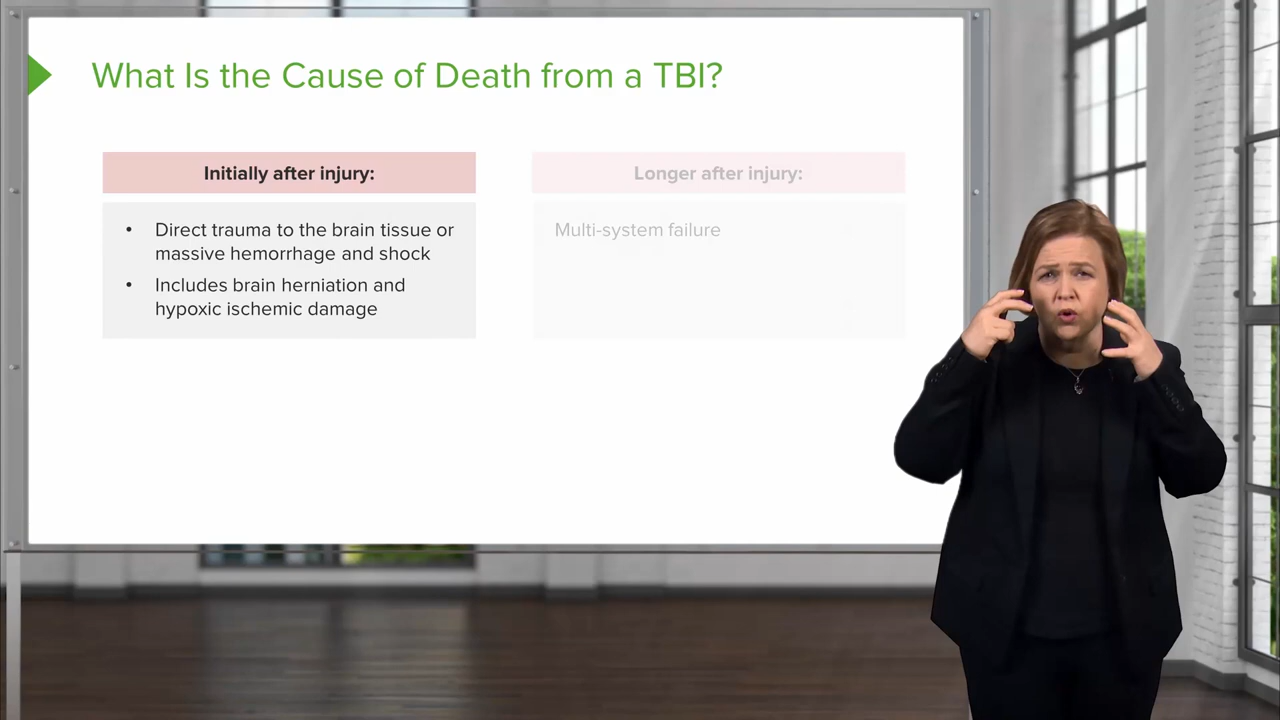 What Is the Cause of Death from a TBI?
Initially after injury:
• Direct trauma to the brain tissue or
massive hemorrhage and shock
• Includes brain herniation and
hypoxic ischemic damage
Longer after injury:
Multi-system failure